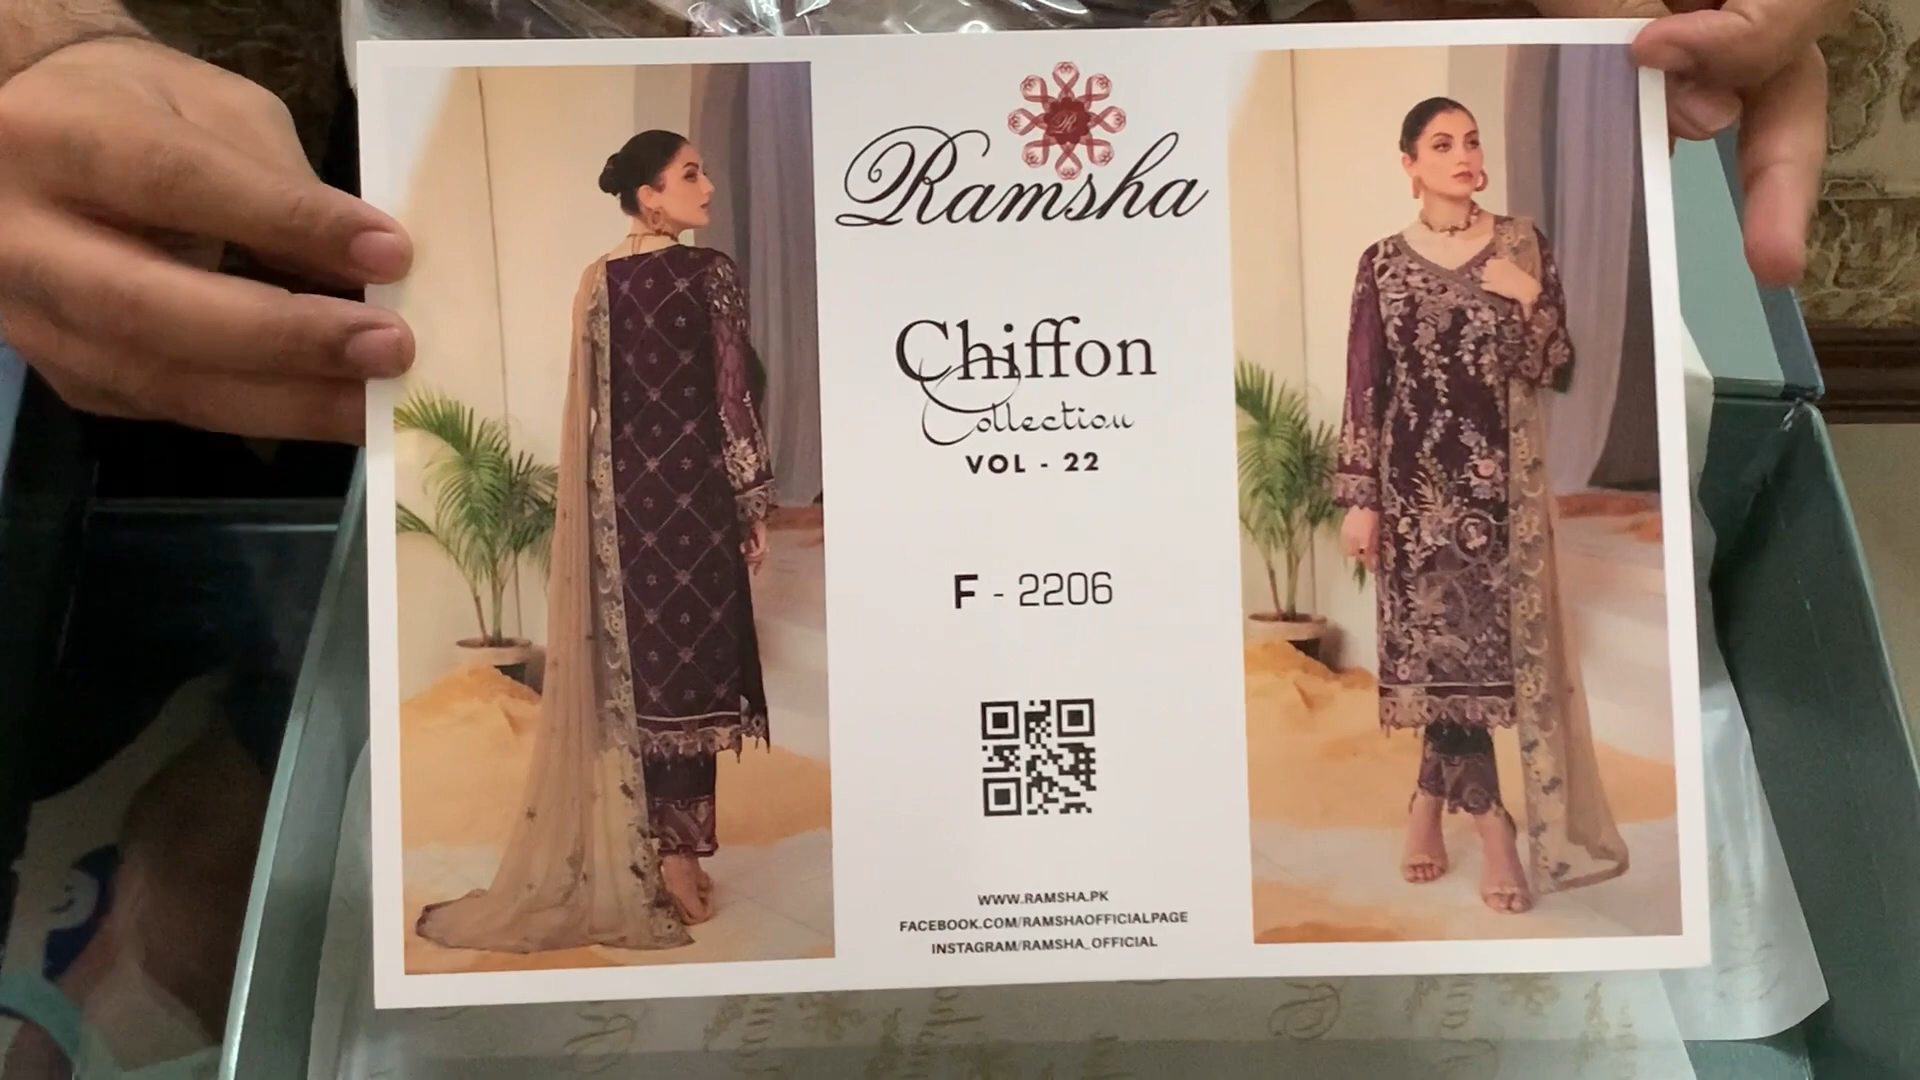 Ramsha
Chiffon
Collection
VOL - 22
F - 2206
WWW.RAMSHA.PK
FACEBOOK.COM/RAMSHAOFFICIALPAGE
INSTAGRAM/RAMSHA_OFFICIAL